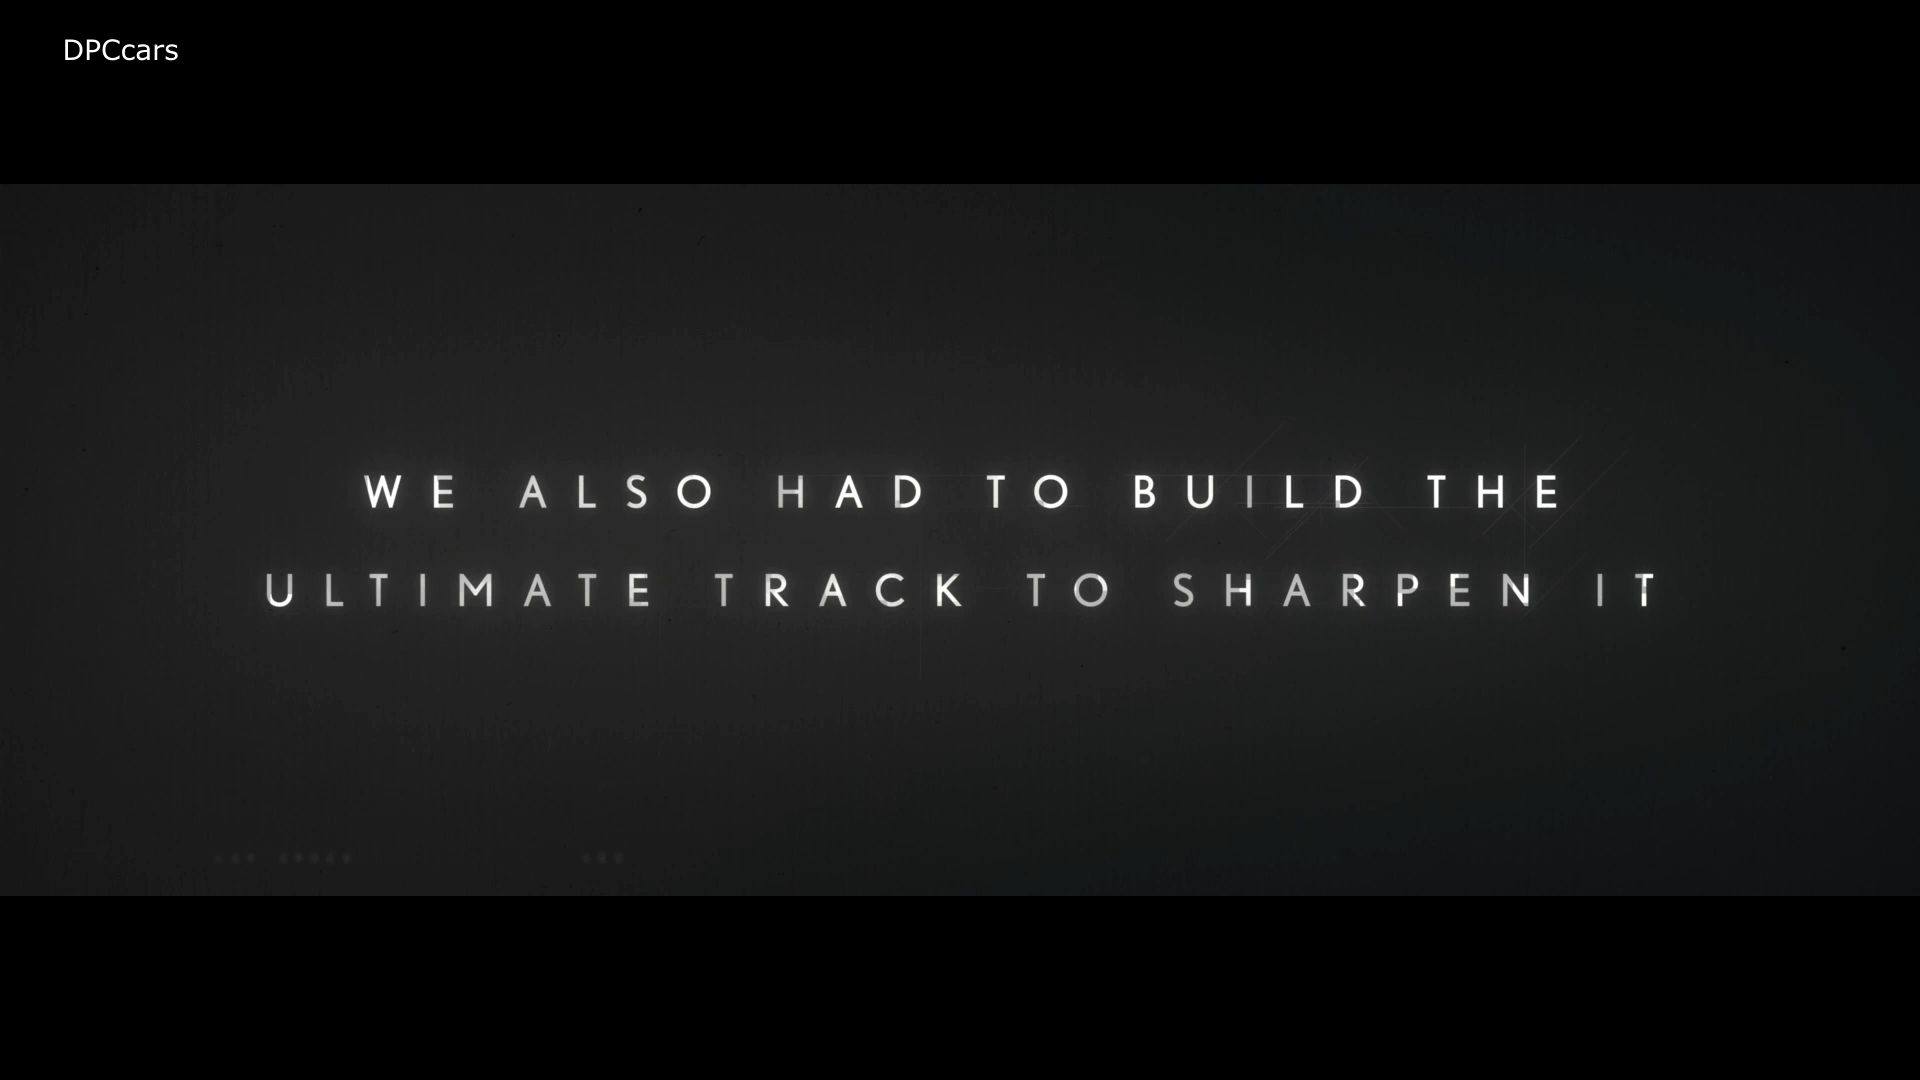 DPCcars
WE ALSO HAD TO BUILD THE
ULTIMATE TRACK TO SHARPEN IT